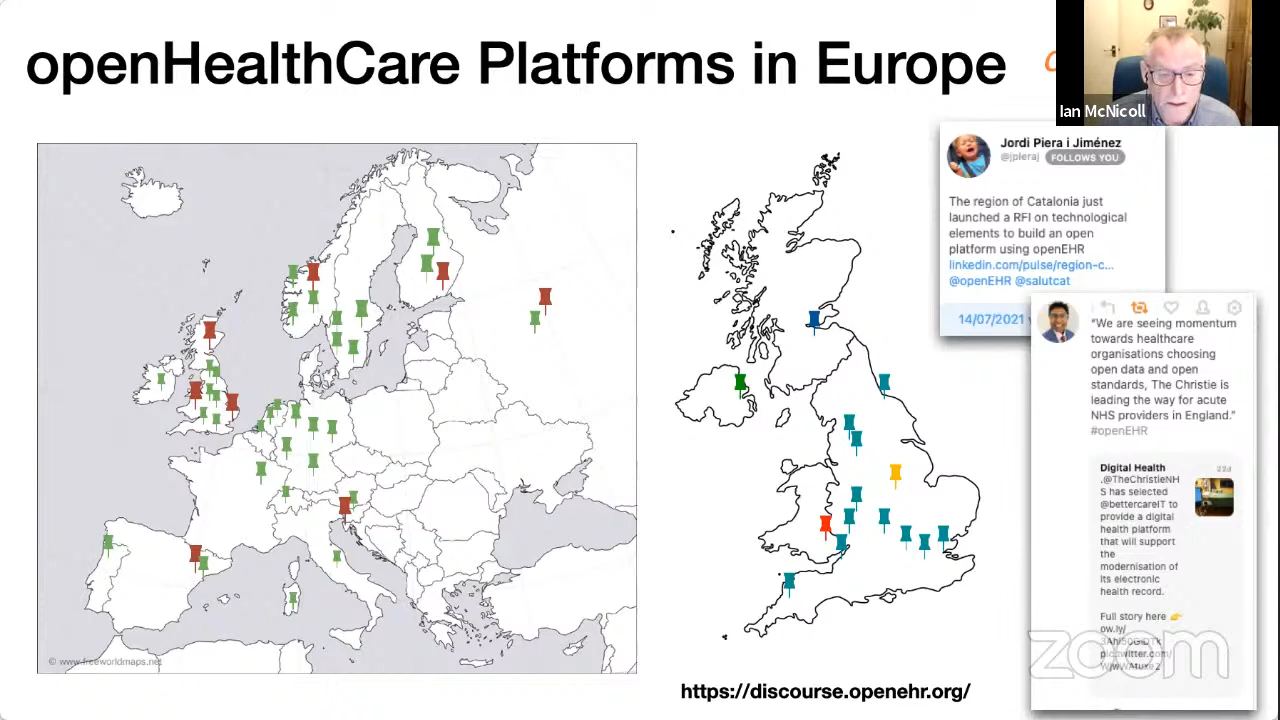 openHealthCare Platforms in Europe
Ian McNicoll
Jordi Piera i Jiménez
@jpieraj FOLLOWS YOU
The region of Catalonia just
launched a RFI on technological
elements to build an open
platform using openEHR
linkedin.com/pulse/region-c...
@openEHR @salutcat
14/07/2021
"We are seeing momentum
towards healthcare
organisations choosing
open data and open
standards, The Christie is
leading the way for acute
NHS providers in England."
#openEHR
Digital Health
22d
.@TheChristieNH
S has selected
@bettercareIT to
provide a digital
health platform
that will support
the
modernisation of
its electronic
health record.
Full story here 👉
ow.ly/
pic.twitter.com/
zoom
© www.freeworldmaps.net
https://discourse.openehr.org/